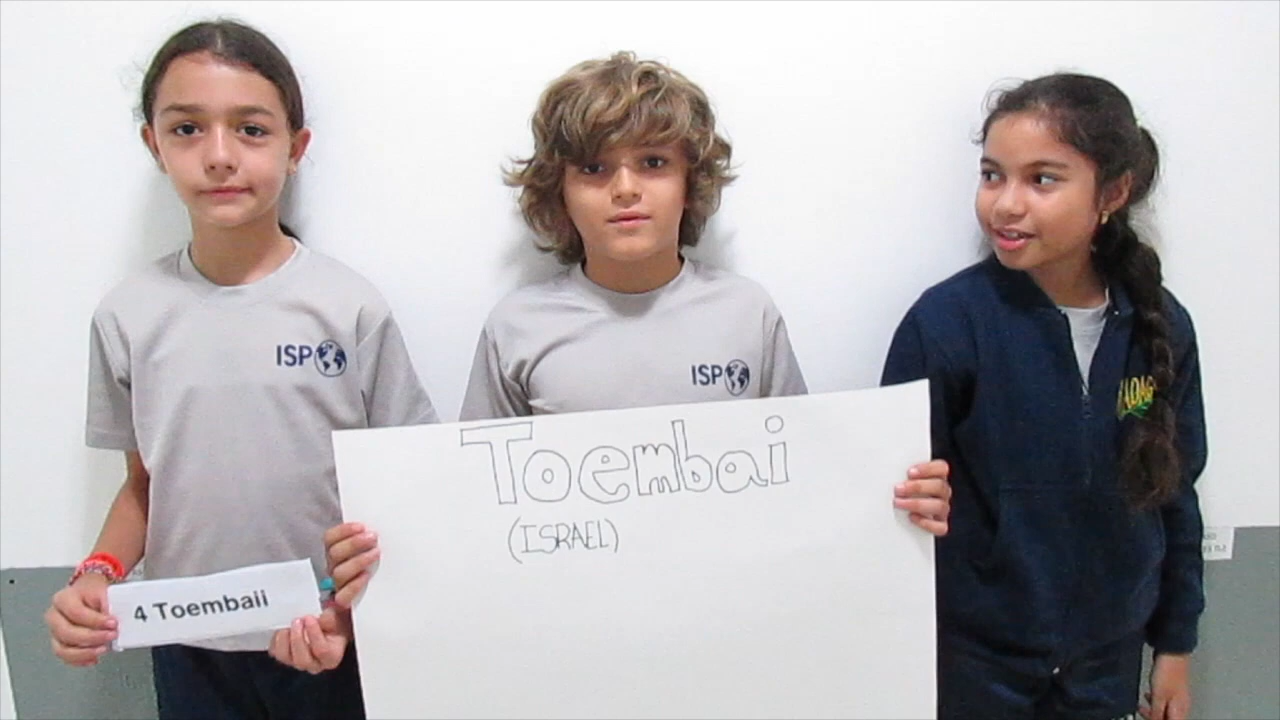 ISP
ISP
Toembai
(ISRAEL)
4 Toembaii